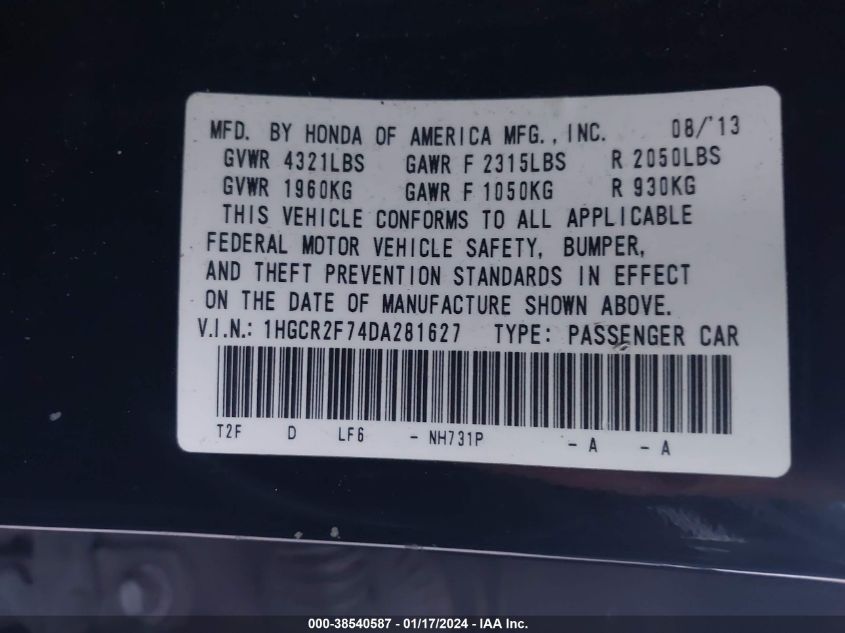 MFD. BY HONDA OF AMERICA MFG., INC. 08/'13
GVWR 4321LBS GAWR F 2315LBS R 2050LBS
GVWR 1960KG GAWR F 1050KG R 930KG
THIS VEHICLE CONFORMS TO ALL APPLICABLE
FEDERAL MOTOR VEHICLE SAFETY, BUMPER,
AND THEFT PREVENTION STANDARDS IN EFFECT
ON THE DATE OF MANUFACTURE SHOWN ABOVE.
V.I.N.: 1HGCR2F74DA281627 TYPE: PASSENGER CAR
T2F D LF6 - NH731P - A - A
000-38540587 - 01/17/2024 - IAA Inc.